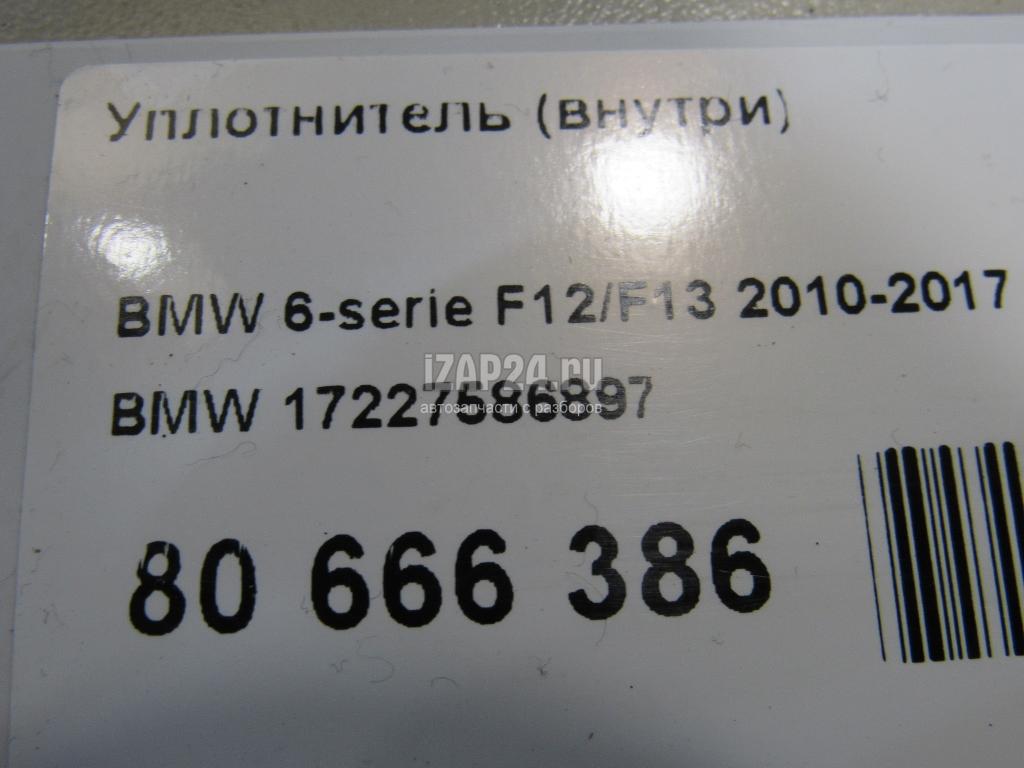 Уплотнитель (внутри)
BMW 6-serie F12/F13 2010-2017
iZAP24.ru
BMW 17227586897
автозапчасти с разборов
80 666 386